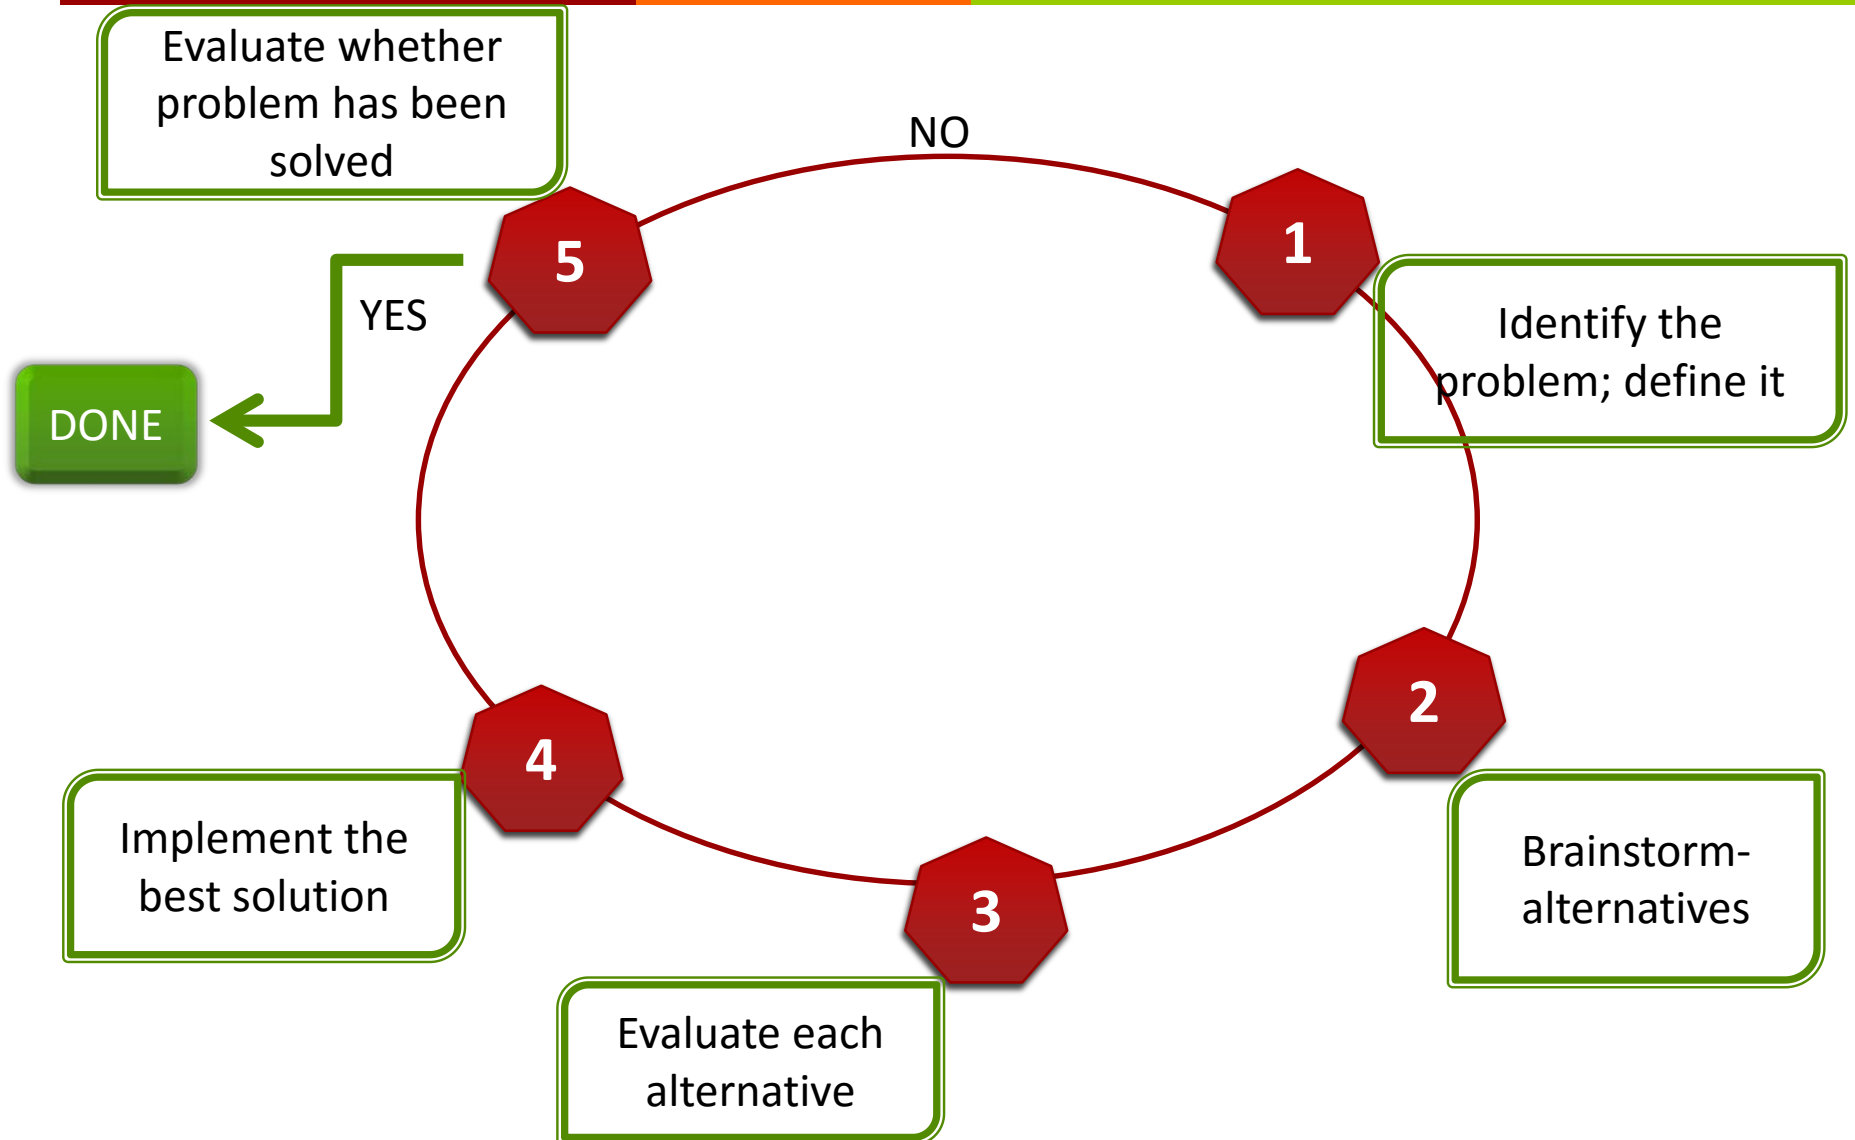 Evaluate whether
problem has been
solved
NO
5
1
YES
Identify the
problem; define it
DONE
2
4
Implement the
best solution
Brainstorm-
alternatives
3
Evaluate each
alternative